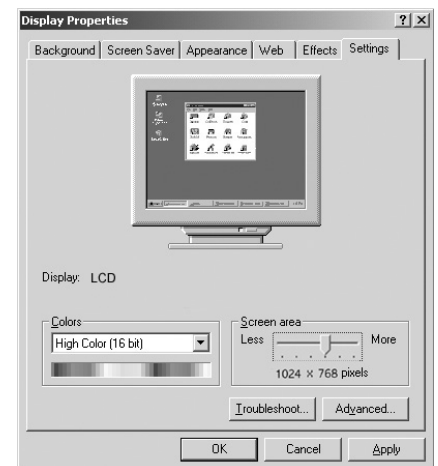 Display Properties
Background Screen Saver Appearance Web Effects Settings
Display: LCD
Colors
High Color (16 bit)
Screen area
Less More
1024 × 768 pixels
Troubleshoot... Advanced...
OK Cancel Apply